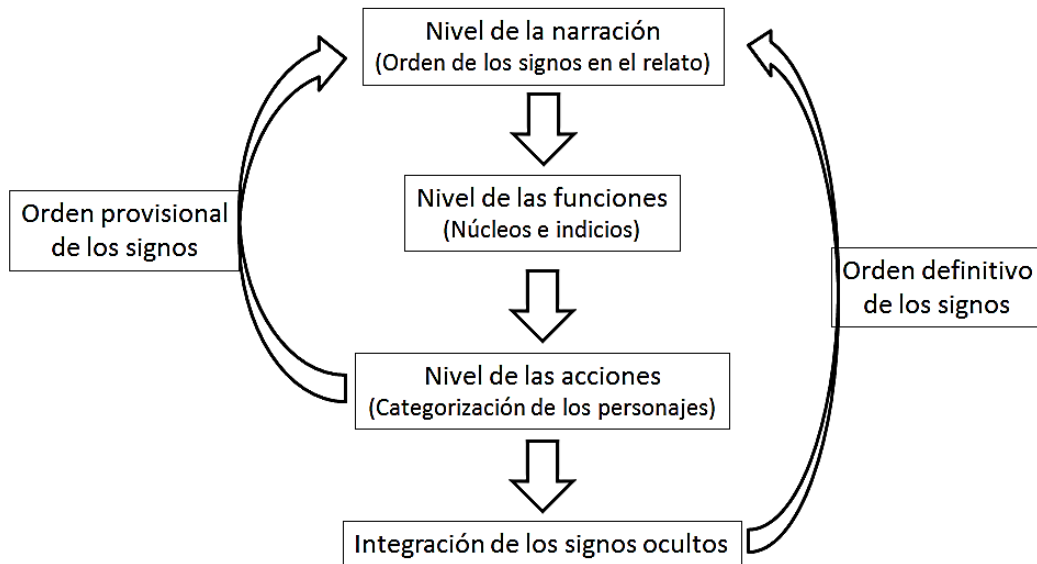 Nivel de la narración
(Orden de los signos en el relato)
Nivel de las funciones
(Núcleos e indicios)
Orden provisional
de los signos
Orden definitivo
de los signos
Nivel de las acciones
(Categorización de los personajes)
Integración de los signos ocultos